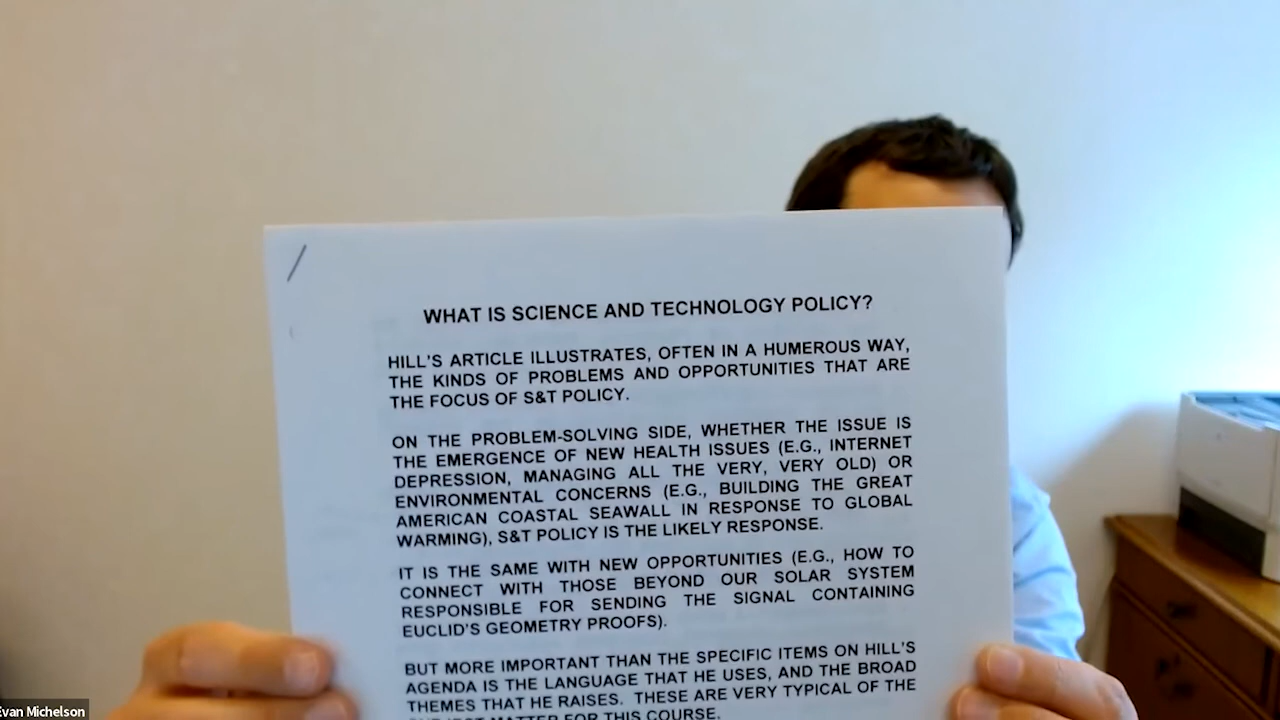 WHAT IS SCIENCE AND TECHNOLOGY POLICY?
HILL'S ARTICLE ILLUSTRATES, OFTEN IN A HUMEROUS WAY,
THE KINDS OF PROBLEMS AND OPPORTUNITIES THAT ARE
THE FOCUS OF S&T POLICY.
ON THE PROBLEM-SOLVING SIDE, WHETHER THE ISSUE IS
THE EMERGENCE OF NEW HEALTH ISSUES (E.G., INTERNET
DEPRESSION, MANAGING ALL THE VERY, VERY OLD) OR
ENVIRONMENTAL CONCERNS (E.G., BUILDING THE GREAT
AMERICAN COASTAL SEAWALL IN RESPONSE TO GLOBAL
WARMING), S&T POLICY IS THE LIKELY RESPONSE.
IT IS THE SAME WITH NEW OPPORTUNITIES (E.G., HOW TO
CONNECT WITH THOSE BEYOND OUR SOLAR SYSTEM
RESPONSIBLE FOR SENDING THE SIGNAL CONTAINING
EUCLID'S GEOMETRY PROOFS).
BUT MORE IMPORTANT THAN THE SPECIFIC ITEMS ON HILL'S
AGENDA IS THE LANGUAGE THAT HE USES, AND THE BROAD
THEMES THAT HE RAISES. THESE ARE VERY TYPICAL OF THE
MATTER FOR THIS COURSE.
Evan Michelson